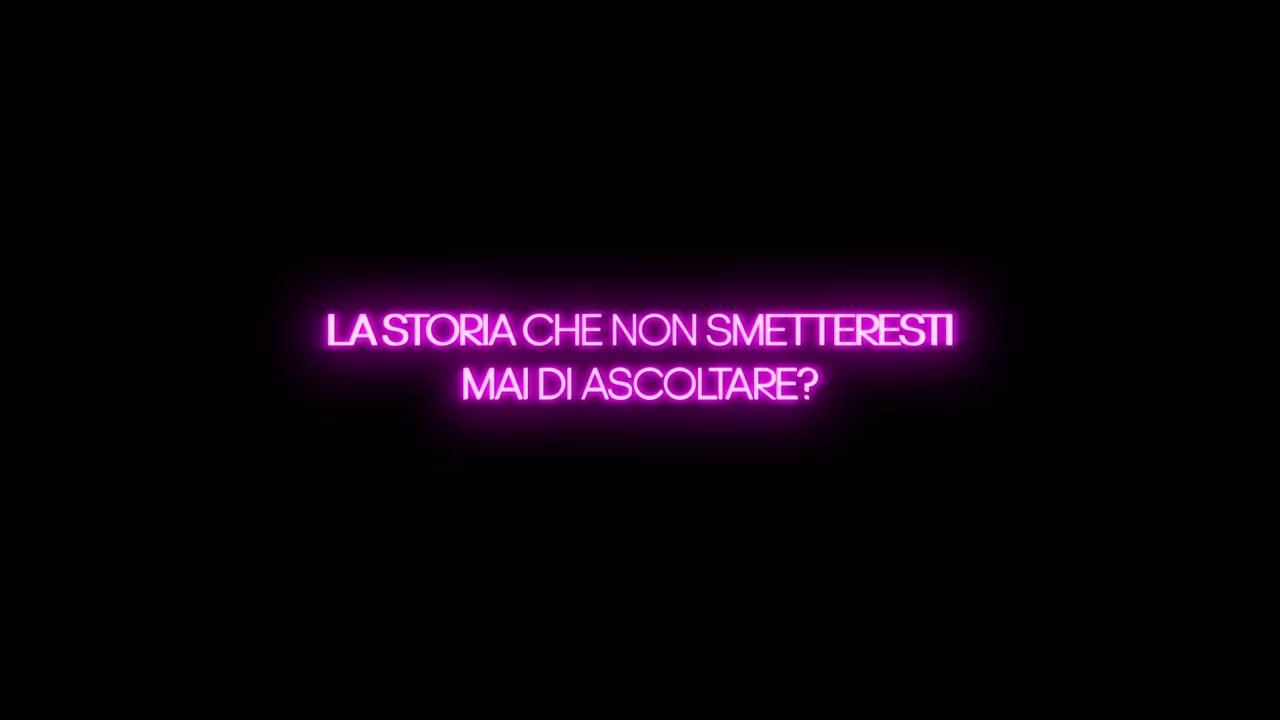 LA STORIA CHE NON SMETTERESTI
MAI DI ASCOLTARE?